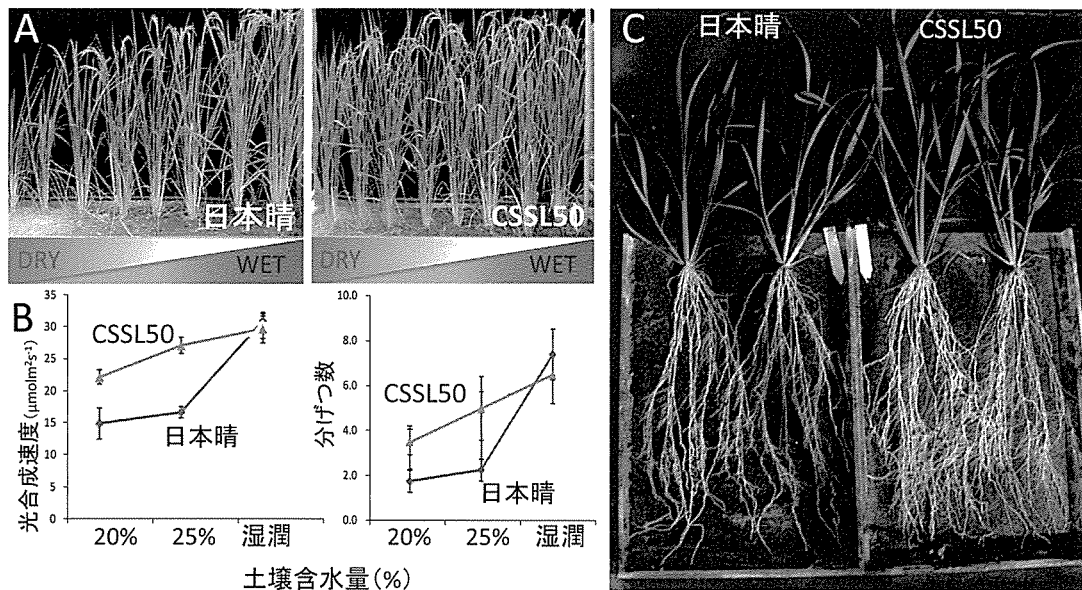 A
日本晴
DRY
WET
CSSL50
DRY
WET
B
光合成速度(μmolm²s⁻¹)
35
30
25
20
15
10
5
0
CSSL50
日本晴
20%
25%
湿潤
分げつ数
10.0
8.0
6.0
4.0
2.0
0.0
CSSL50
日本晴
20%
25%
湿潤
土壌含水量(%)
C
日本晴
CSSL50